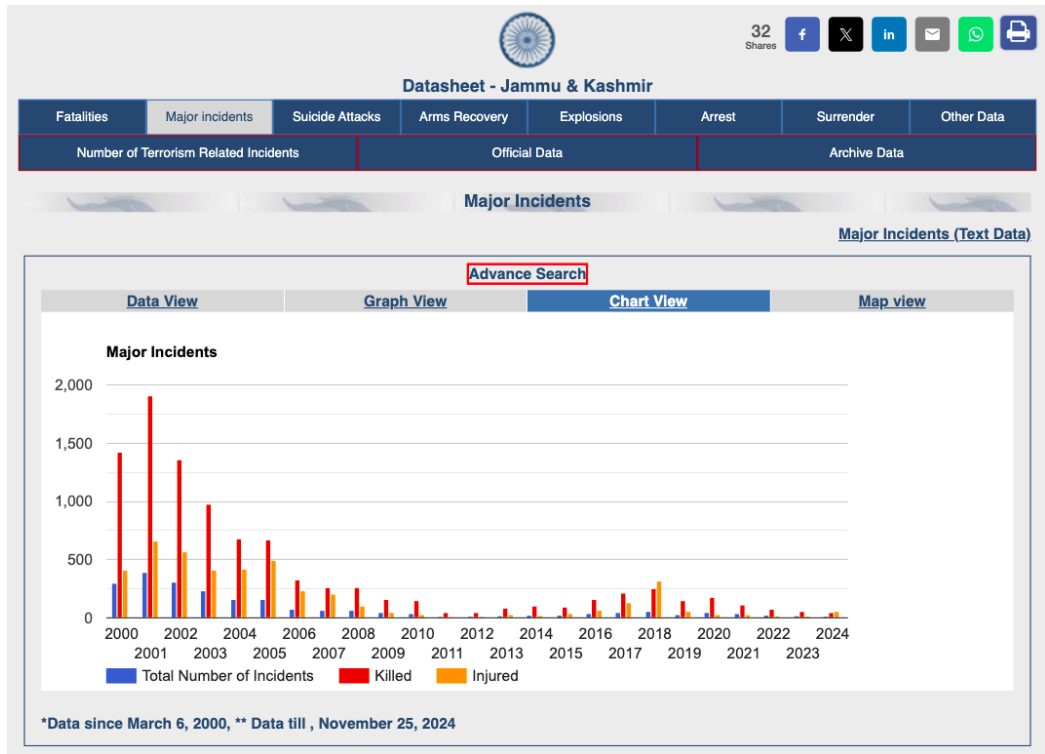 32
Shares
f X in
Datasheet - Jammu & Kashmir
Fatalities Major incidents Suicide Attacks Arms Recovery Explosions Arrest Surrender Other Data
Number of Terrorism Related Incidents Official Data Archive Data
Major Incidents
Major Incidents (Text Data)
Advance Search
Data View Graph View Chart View Map view
Major Incidents
2,000
1,500
1,000
500
0
2000 2002 2004 2006 2008 2010 2012 2014 2016 2018 2020 2022 2024
2001 2003 2005 2007 2009 2011 2013 2015 2017 2019 2021 2023
Total Number of Incidents Killed Injured
*Data since March 6, 2000, ** Data till , November 25, 2024